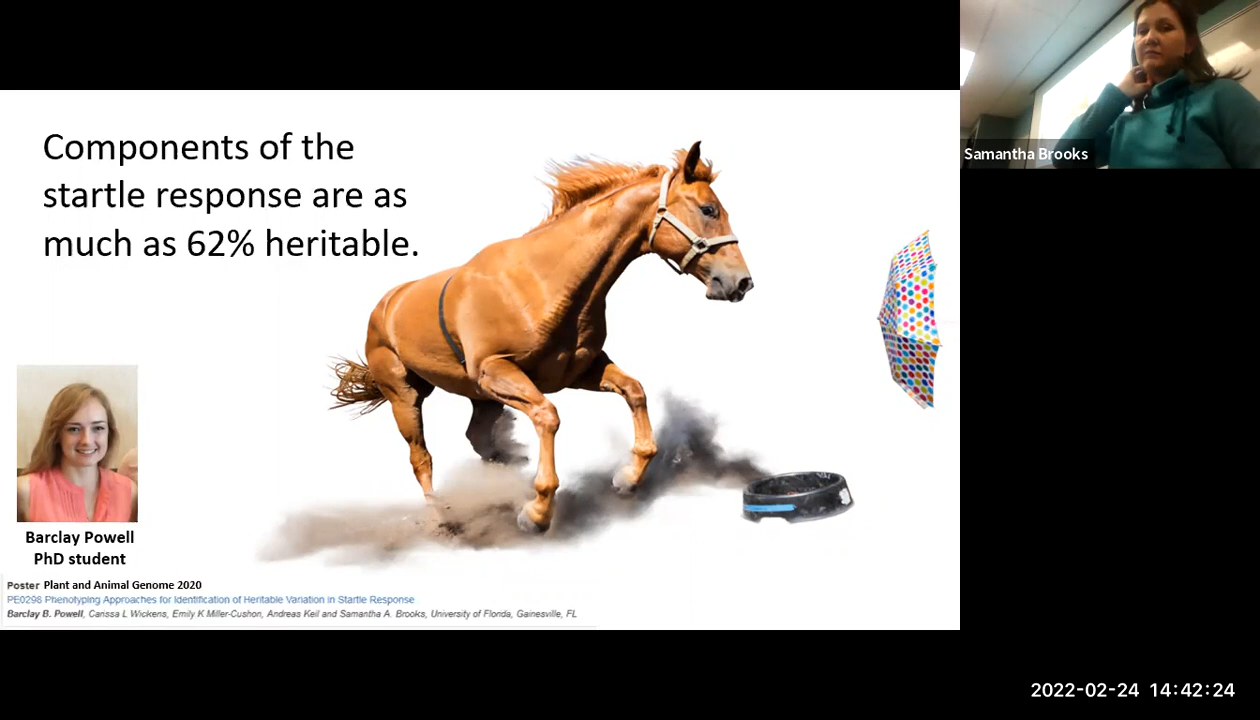 Components of the
startle response are as
much as 62% heritable.
Samantha Brooks
Barclay Powell
PhD student
Poster Plant and Animal Genome 2020
PE0298 Phenotyping Approaches for Identification of Heritable Variation in Startle Response
Barclay B. Powell, Carissa L Wickens, Emily K Miller-Cushon, Andreas Keil and Samantha A. Brooks, University of Florida, Gainesville, FL
2022-02-24 14:42:24